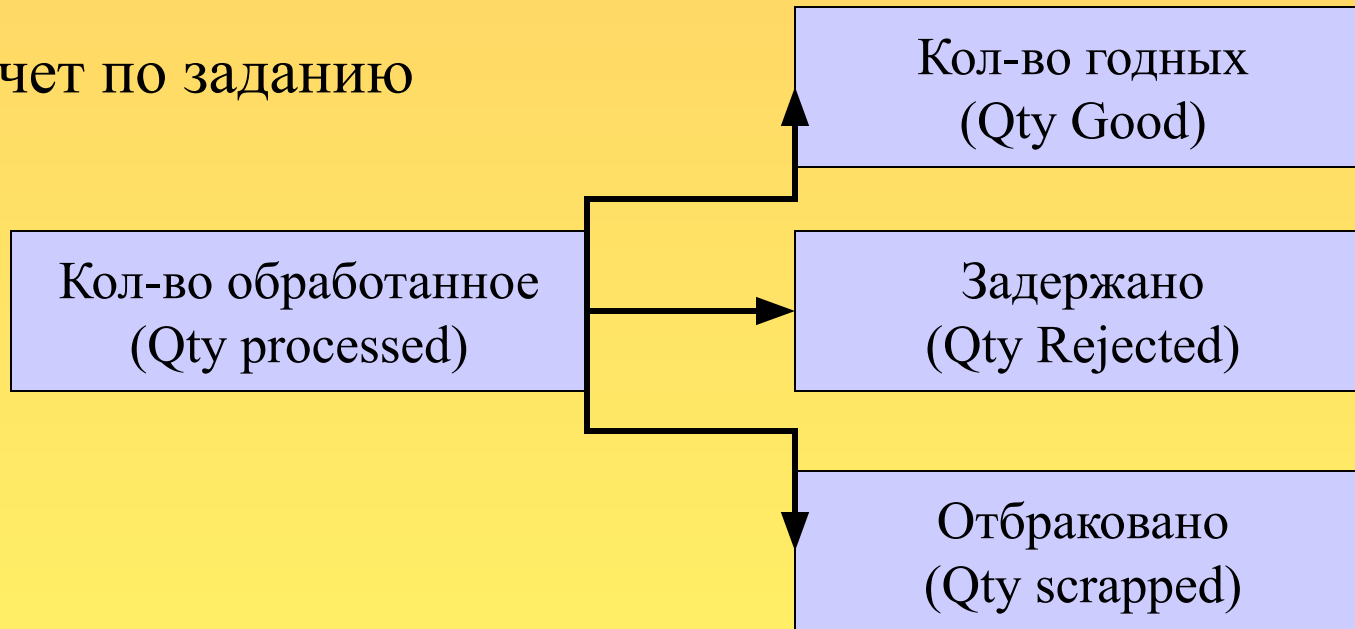 чет по заданию
Кол-во годных
(Qty Good)
Кол-во обработанное
(Qty processed)
Задержано
(Qty Rejected)
Отбраковано
(Qty scrapped)